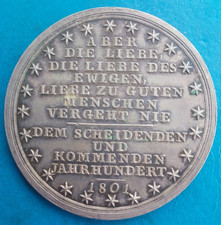 ABER
DIE LIEBE,
DIE LIEBE DES
EWIGEN,
LIEBE ZU GUTEN
MENSCHEN
VERGEHT NIE
DEM SCHEIDENDEN
UND
KOMMENDEN
JAHRHUNDERT
1801